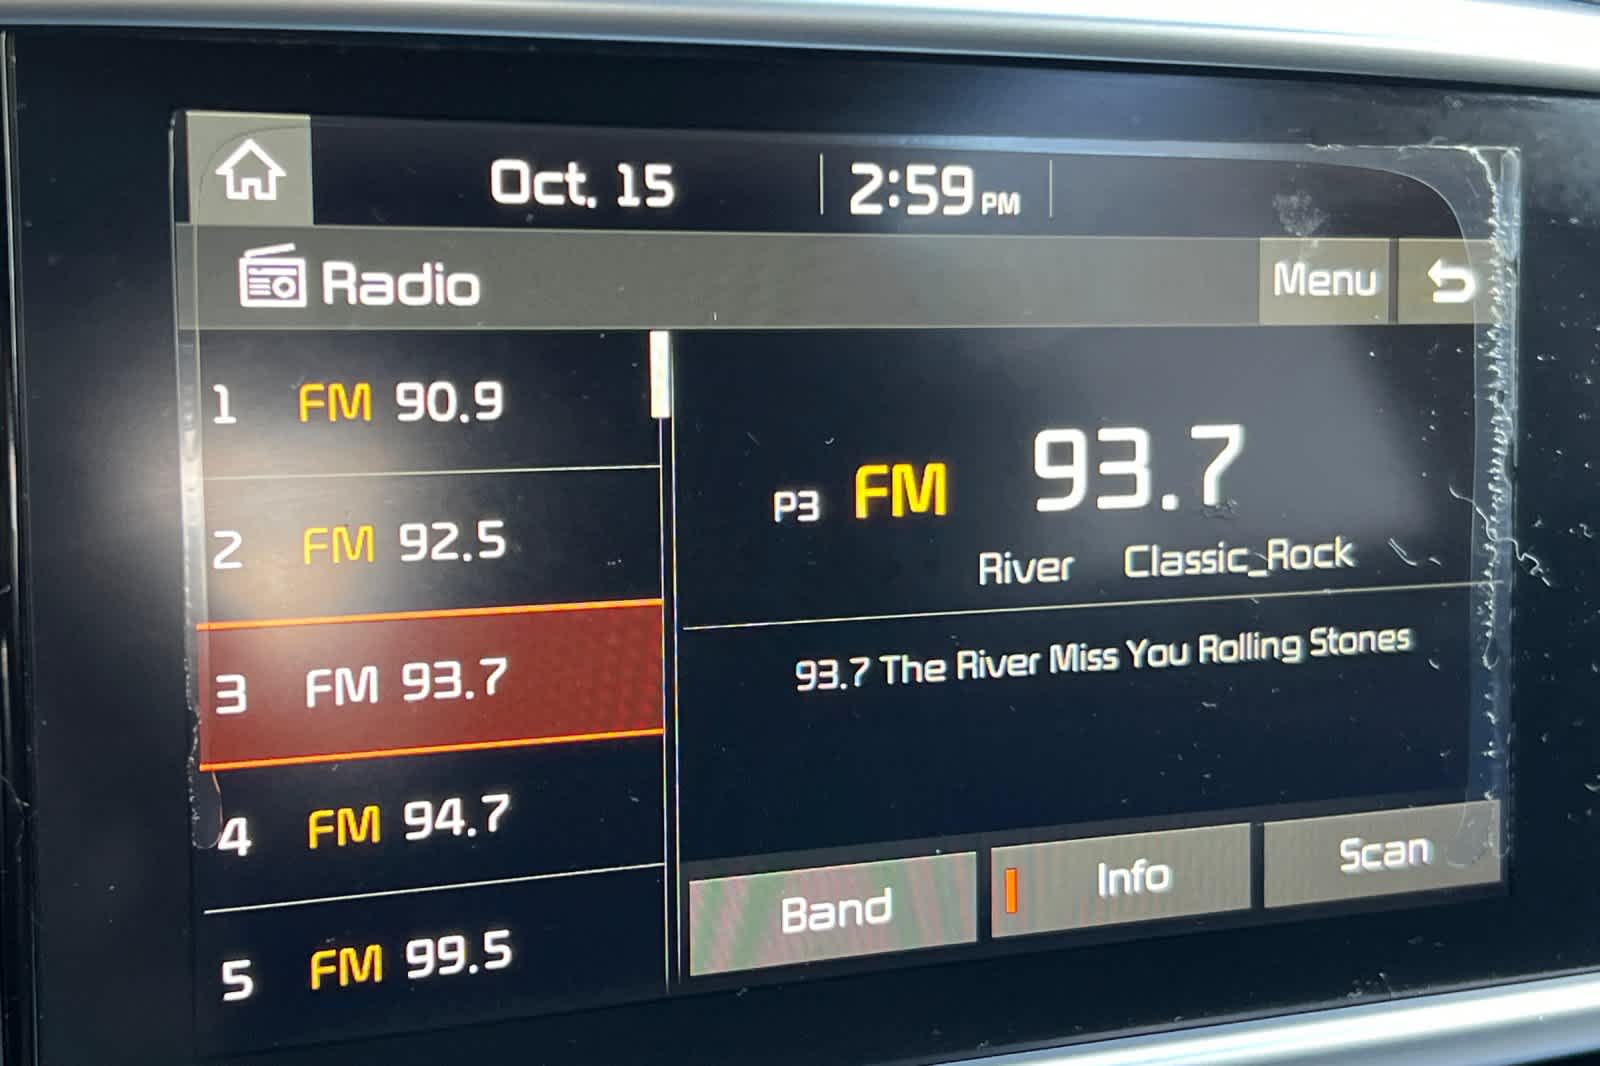 Oct. 15 2:59 PM
Radio Menu
1 FM 90.9
2 FM 92.5
3 FM 93.7
4 FM 94.7
5 FM 99.5
P3 FM 93.7
River Classic_Rock
93.7 The River Miss You Rolling Stones
Band Info Scan